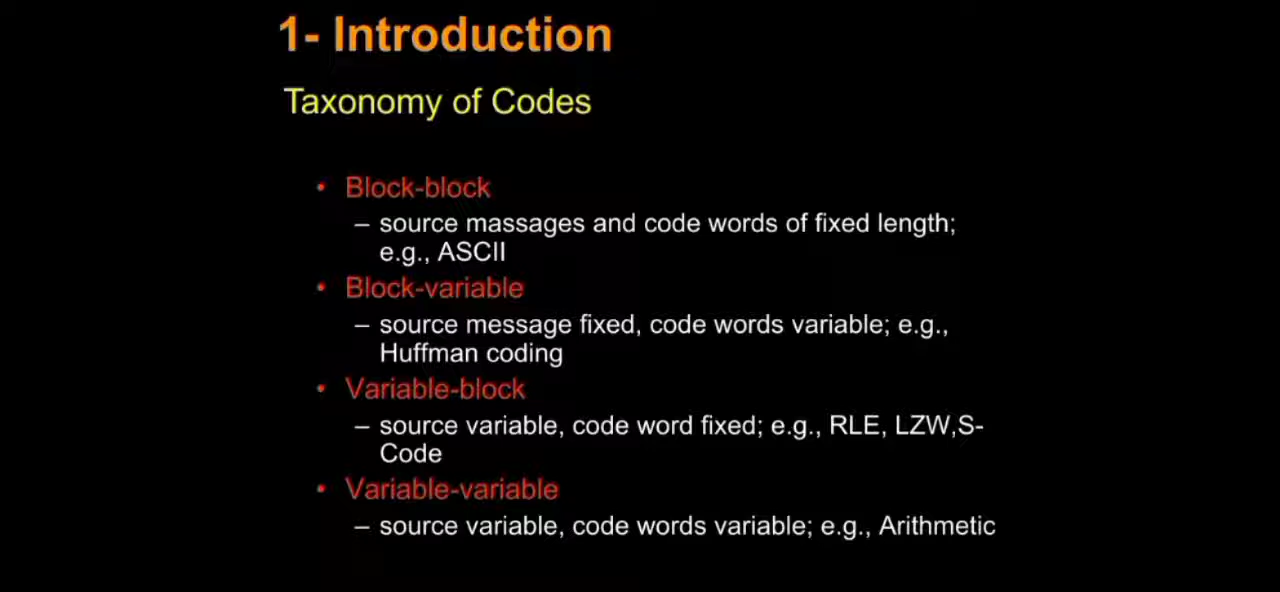 1- Introduction
Taxonomy of Codes
• Block-block
– source massages and code words of fixed length;
e.g., ASCII
• Block-variable
– source message fixed, code words variable; e.g.,
Huffman coding
• Variable-block
– source variable, code word fixed; e.g., RLE, LZW,S-
Code
• Variable-variable
– source variable, code words variable; e.g., Arithmetic